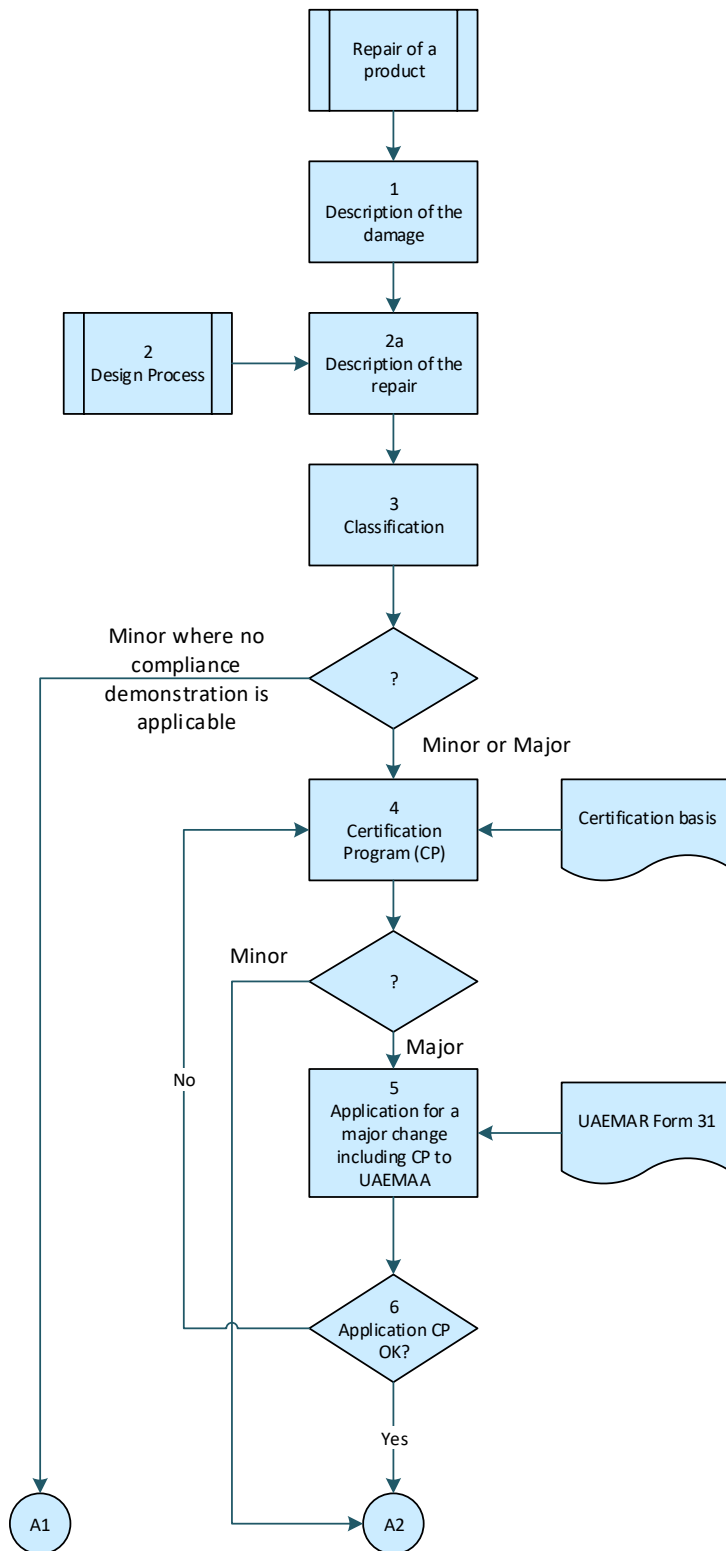 Repair of a
product
1
Description of the
damage
2
Design Process
2a
Description of the
repair
3
Classification
Minor where no
compliance
demonstration is
applicable
?
Minor or Major
4
Certification
Program (CP)
Certification basis
Minor
?
Major
No
5
Application for a
major change
including CP to
UAEMAA
UAEMAR Form 31
6
Application CP
OK?
Yes
A1
A2